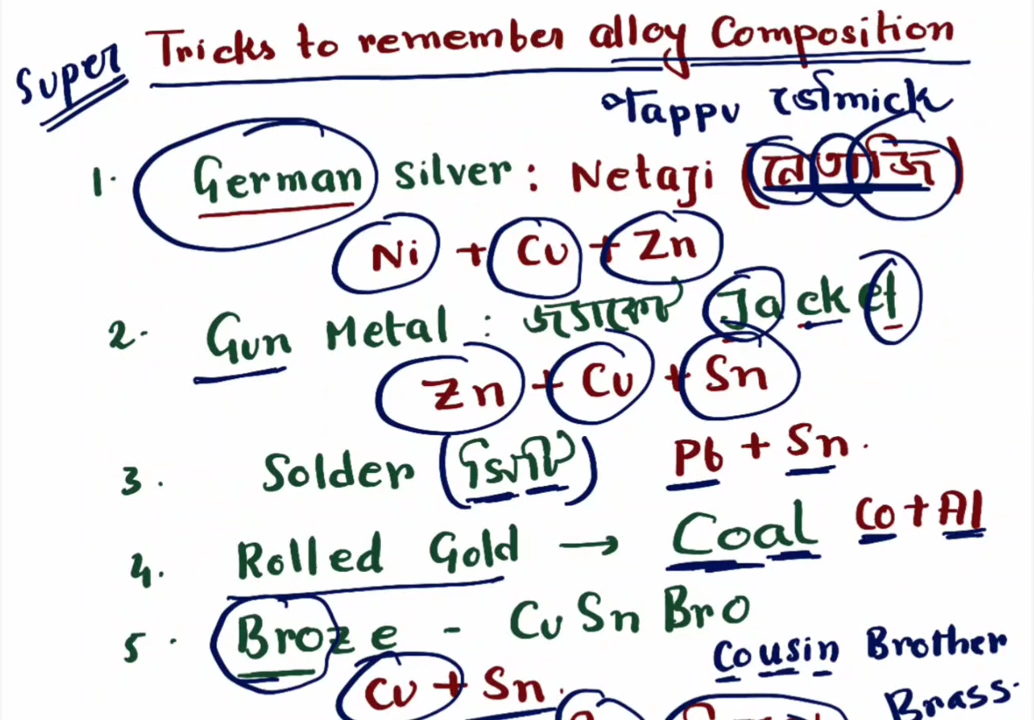 Super Tricks to remember alloy Composition
1. German silver : Netaji (নেতাজি)
Ni + Cu + Zn
2. Gun Metal : Jacket
Zn + Cu + Sn
3. Solder Pb + Sn.
4. Rolled Gold → Coal Co + Al
5. Broze - Cu Sn Bro
Cousin Brother
Cu + Sn.
Brass.